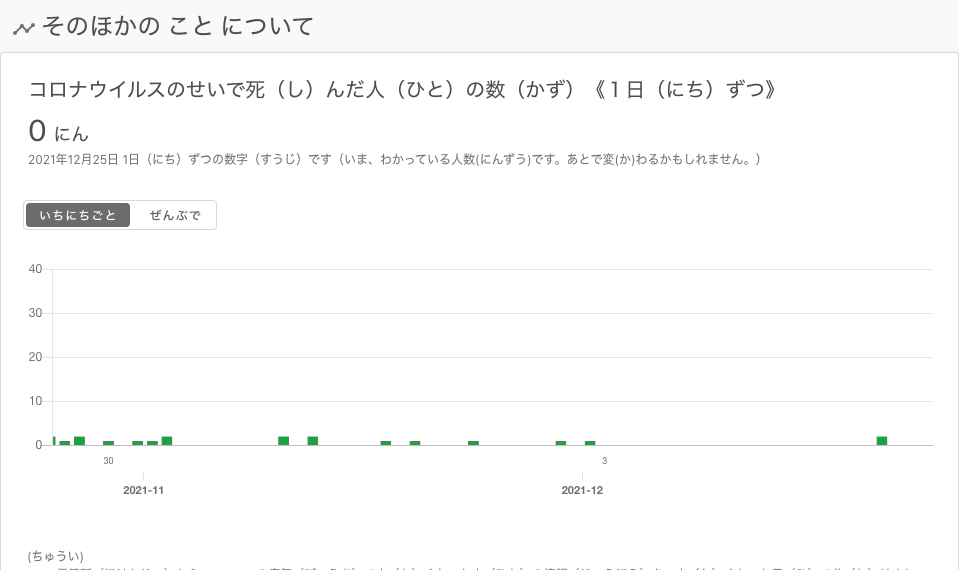 そのほかの こと について
コロナウイルスのせいで死（し）んだ人（ひと）の数（かず）《１日（にち）ずつ》
0 にん
2021年12月25日 1日（にち）ずつの数字（すうじ）です（いま、わかっている人数(にんずう)です。あとで変(か)わるかもしれません。）
いちにちごと ぜんぶで
40
30
20
10
0
30 3
2021-11 2021-12
(ちゅうい)